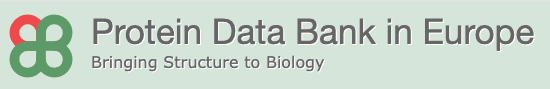 Protein Data Bank in Europe
Bringing Structure to Biology